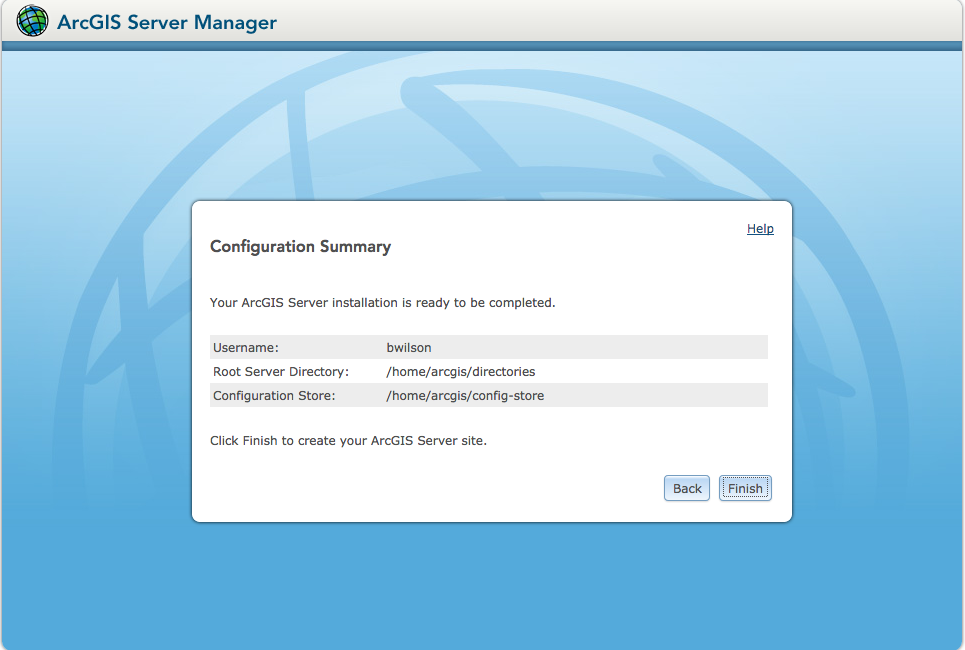 ArcGIS Server Manager
Help
Configuration Summary
Your ArcGIS Server installation is ready to be completed.
Username: bwilson
Root Server Directory: /home/arcgis/directories
Configuration Store: /home/arcgis/config-store
Click Finish to create your ArcGIS Server site.
Back Finish